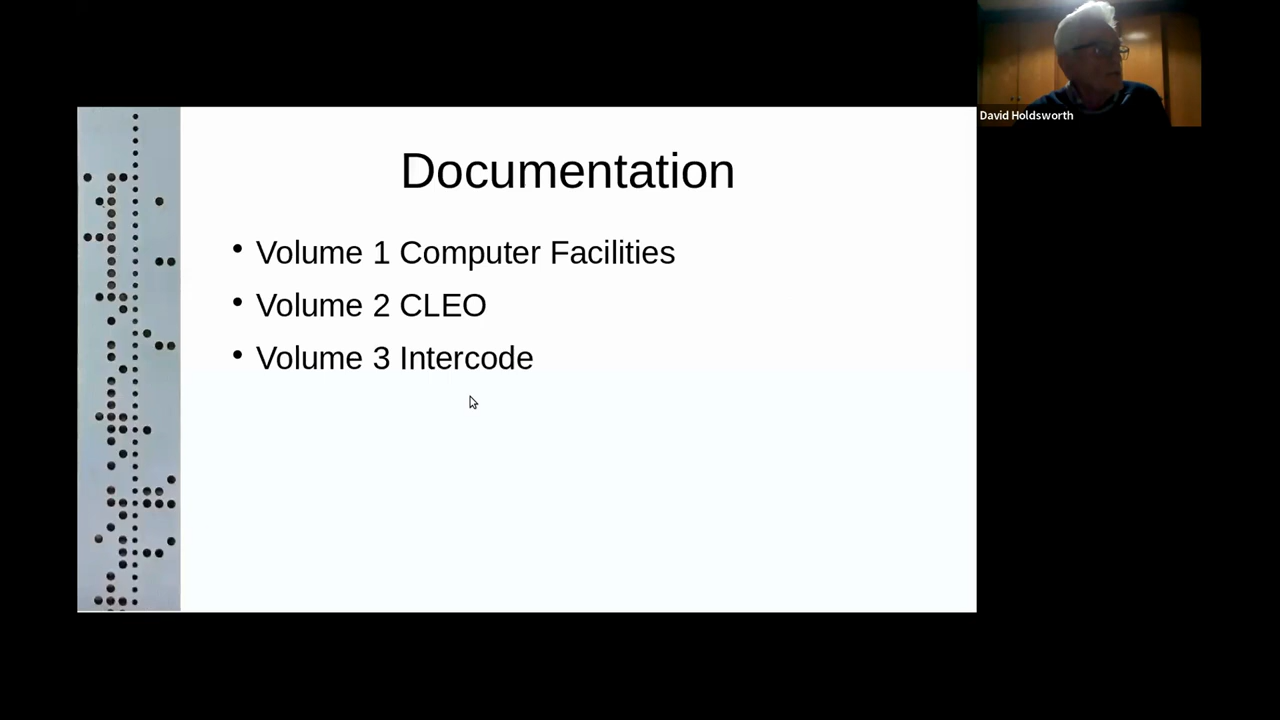 Documentation
• Volume 1 Computer Facilities
• Volume 2 CLEO
• Volume 3 Intercode
David Holdsworth